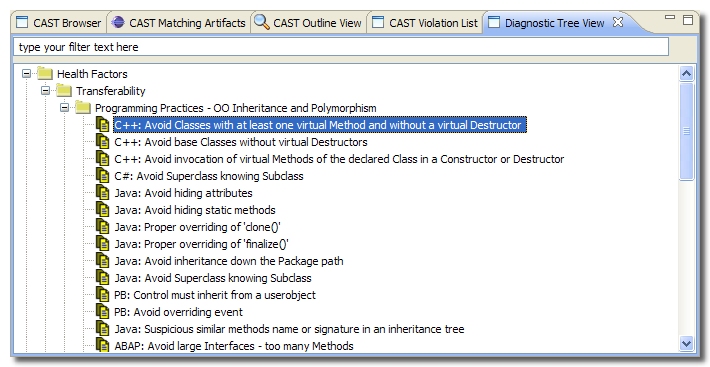 CAST Browser CAST Matching Artifacts CAST Outline View CAST Violation List Diagnostic Tree View
type your filter text here
Health Factors
Transferability
Programming Practices - OO Inheritance and Polymorphism
C++: Avoid Classes with at least one virtual Method and without a virtual Destructor
C++: Avoid base Classes without virtual Destructors
C++: Avoid invocation of virtual Methods of the declared Class in a Constructor or Destructor
C#: Avoid Superclass knowing Subclass
Java: Avoid hiding attributes
Java: Avoid hiding static methods
Java: Proper overriding of 'clone()'
Java: Proper overriding of 'finalize()'
Java: Avoid inheritance down the Package path
Java: Avoid Superclass knowing Subclass
PB: Control must inherit from a userobject
PB: Avoid overriding event
Java: Suspicious similar methods name or signature in an inheritance tree
ABAP: Avoid large Interfaces - too many Methods